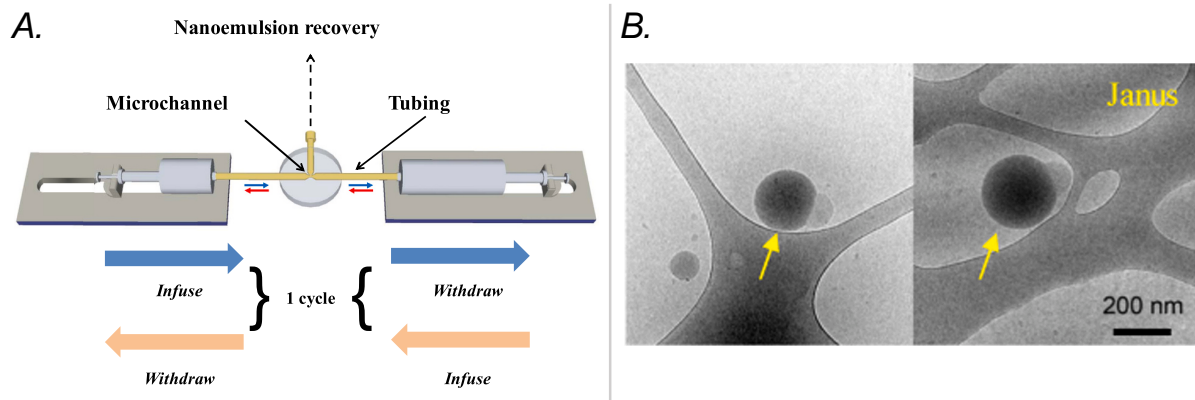 A.
Nanoemulsion recovery
Microchannel
Tubing
Infuse
Withdraw
1 cycle
Withdraw
Infuse
B.
Janus
200 nm